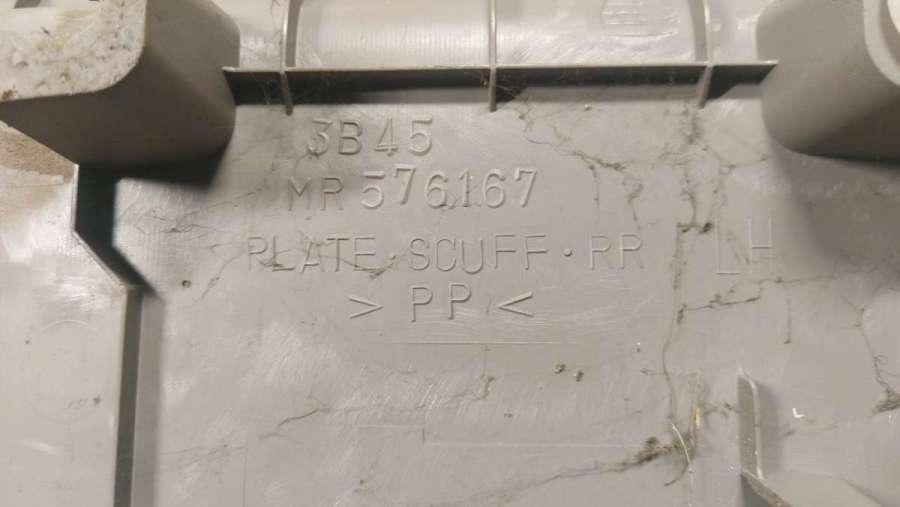 3B45
MR 576167
PLATE·SCUFF·RR LH
> PP <